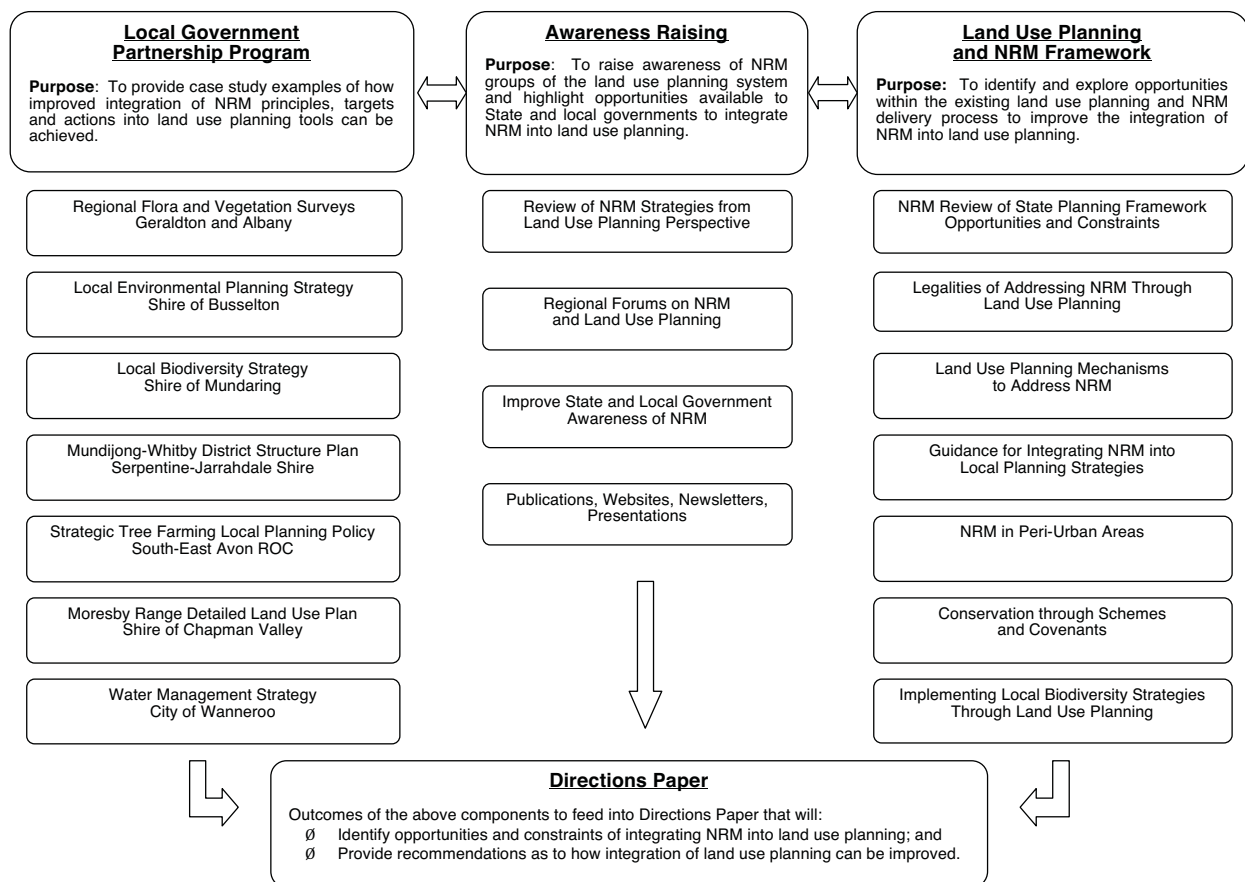 Local Government
Partnership Program
Purpose: To provide case study examples of how
improved integration of NRM principles, targets
and actions into land use planning tools can be
achieved.
Regional Flora and Vegetation Surveys
Geraldton and Albany
Local Environmental Planning Strategy
Shire of Busselton
Local Biodiversity Strategy
Shire of Mundaring
Mundijong-Whitby District Structure Plan
Serpentine-Jarrahdale Shire
Strategic Tree Farming Local Planning Policy
South-East Avon ROC
Moresby Range Detailed Land Use Plan
Shire of Chapman Valley
Water Management Strategy
City of Wanneroo
Awareness Raising
Purpose: To raise awareness of NRM
groups of the land use planning system
and highlight opportunities available to
State and local governments to integrate
NRM into land use planning.
Review of NRM Strategies from
Land Use Planning Perspective
Regional Forums on NRM
and Land Use Planning
Improve State and Local Government
Awareness of NRM
Publications, Websites, Newsletters,
Presentations
Land Use Planning
and NRM Framework
Purpose: To identify and explore opportunities
within the existing land use planning and NRM
delivery process to improve the integration of
NRM into land use planning.
NRM Review of State Planning Framework
Opportunities and Constraints
Legalities of Addressing NRM Through
Land Use Planning
Land Use Planning Mechanisms
to Address NRM
Guidance for Integrating NRM into
Local Planning Strategies
NRM in Peri-Urban Areas
Conservation through Schemes
and Covenants
Implementing Local Biodiversity Strategies
Through Land Use Planning
Directions Paper
Outcomes of the above components to feed into Directions Paper that will:
Ø Identify opportunities and constraints of integrating NRM into land use planning; and
Ø Provide recommendations as to how integration of land use planning can be improved.